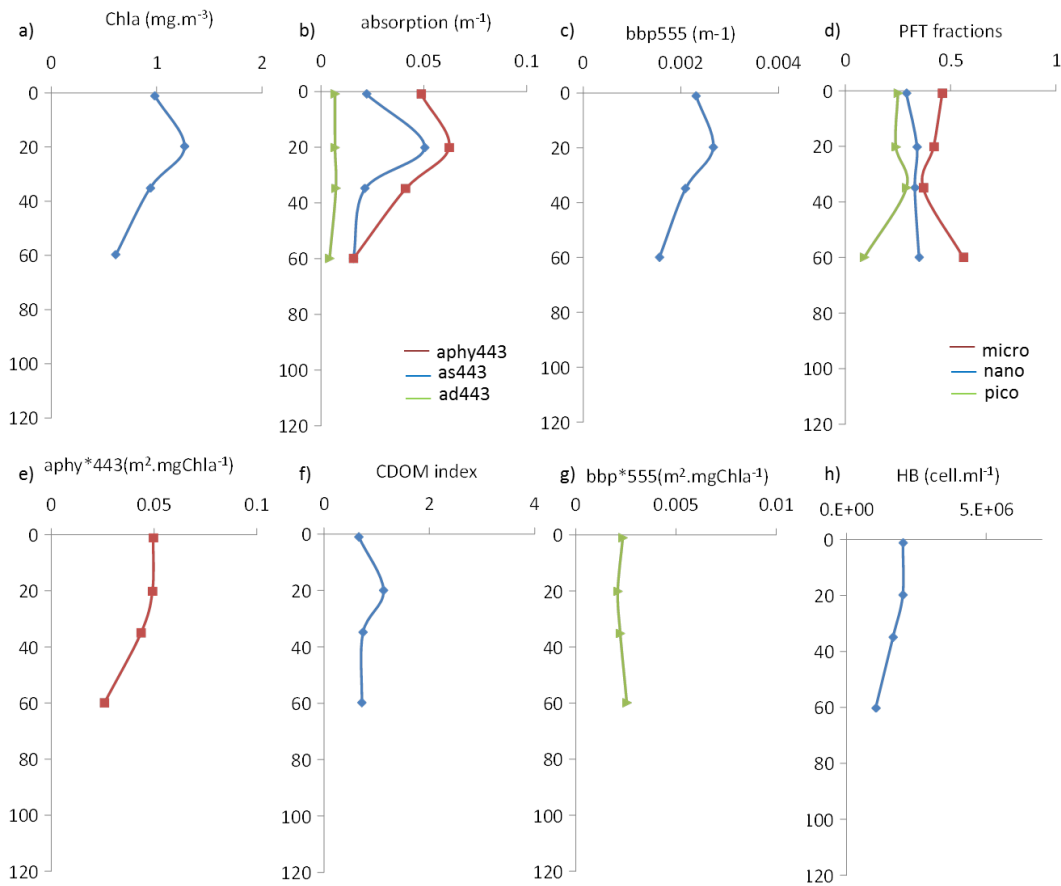 a) Chla (mg.m⁻³)
0 1 2
0
20
40
60
80
100
120
b) absorption (m⁻¹)
0 0.05 0.1
0
20
40
60
80
100
120
aphy443
as443
ad443
c) bbp555 (m-1)
0 0.002 0.004
0
20
40
60
80
100
120
d) PFT fractions
0 0.5 1
0
20
40
60
80
100
120
micro
nano
pico
e) aphy*443(m².mgChla⁻¹)
0 0.05 0.1
0
20
40
60
80
100
120
f) CDOM index
0 2 4
0
20
40
60
80
100
120
g) bbp*555(m².mgChla⁻¹)
0 0.005 0.01
0
20
40
60
80
100
120
h) HB (cell.ml⁻¹)
0.E+00 5.E+06
0
20
40
60
80
100
120